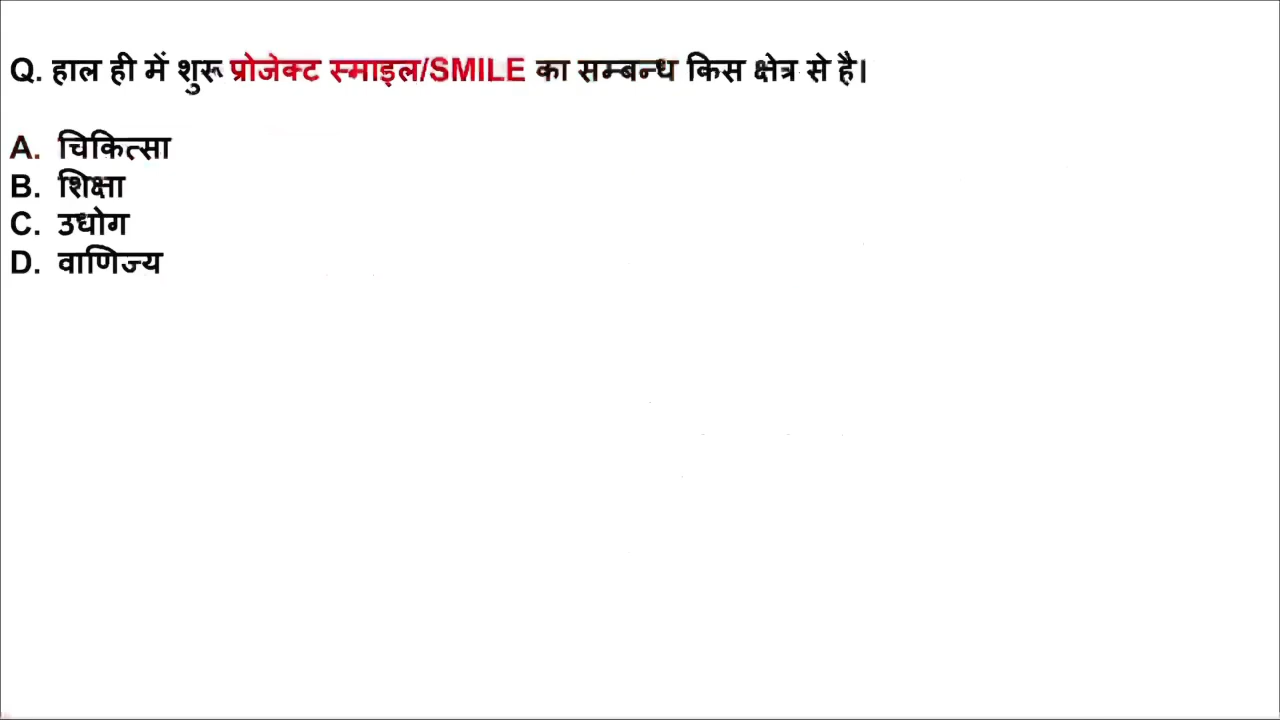 Q. हाल ही में शुरू प्रोजेक्ट स्माइल/SMILE का सम्बन्ध किस क्षेत्र से है।
A. चिकित्सा
B. शिक्षा
C. उधोग
D. वाणिज्य